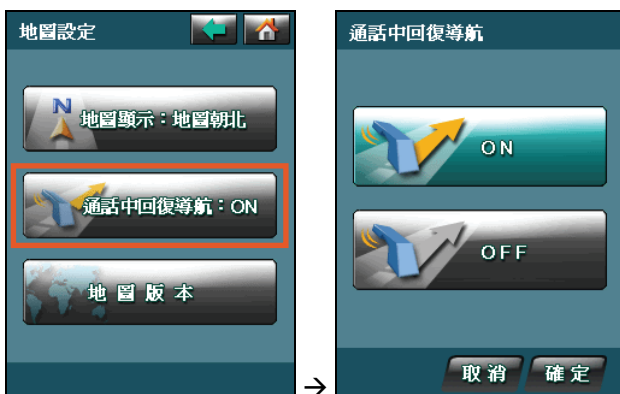 地圖設定
N
地圖顯示：地圖朝北
通話中回復導航：ON
地圖版本
→
通話中回復導航
ON
OFF
取消 確定